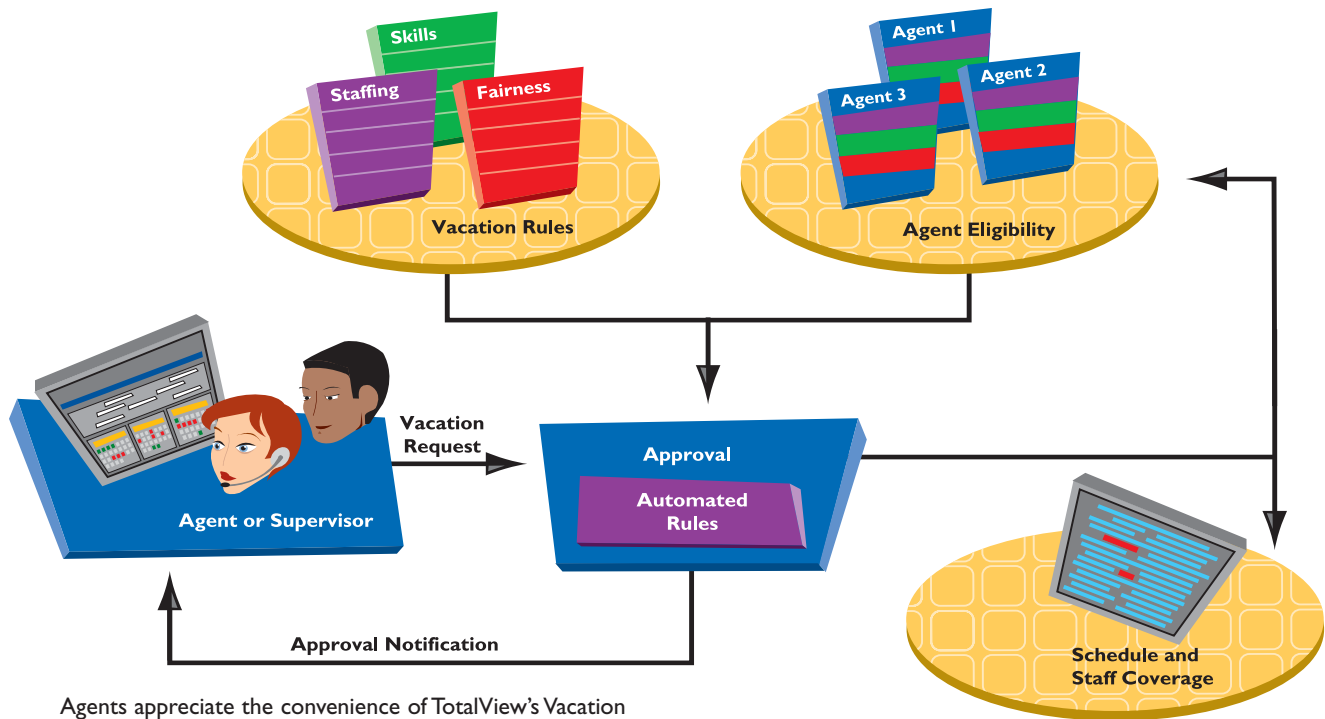 Skills
Staffing
Fairness
Vacation Rules
Agent 1
Agent 2
Agent 3
Agent Eligibility
Vacation
Request
Approval
Automated
Rules
Agent or Supervisor
Approval Notification
Schedule and
Staff Coverage
Agents appreciate the convenience of TotalView's Vacation